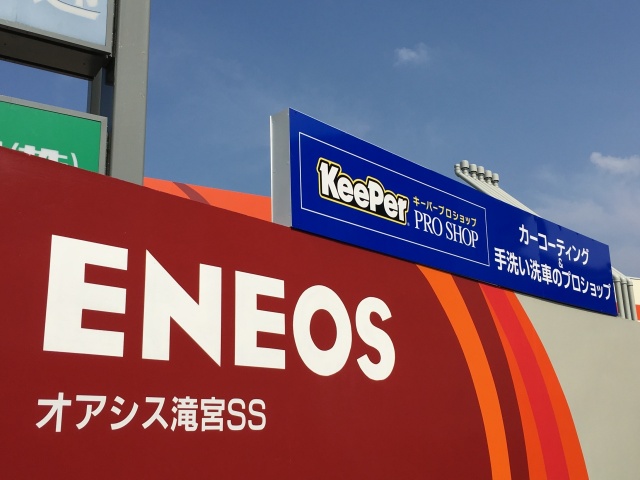 (株)
KeePer
キーパープロショップ
PRO SHOP
カーコーティング
&
手洗い洗車のプロショップ
ENEOS
オアシス滝宮SS